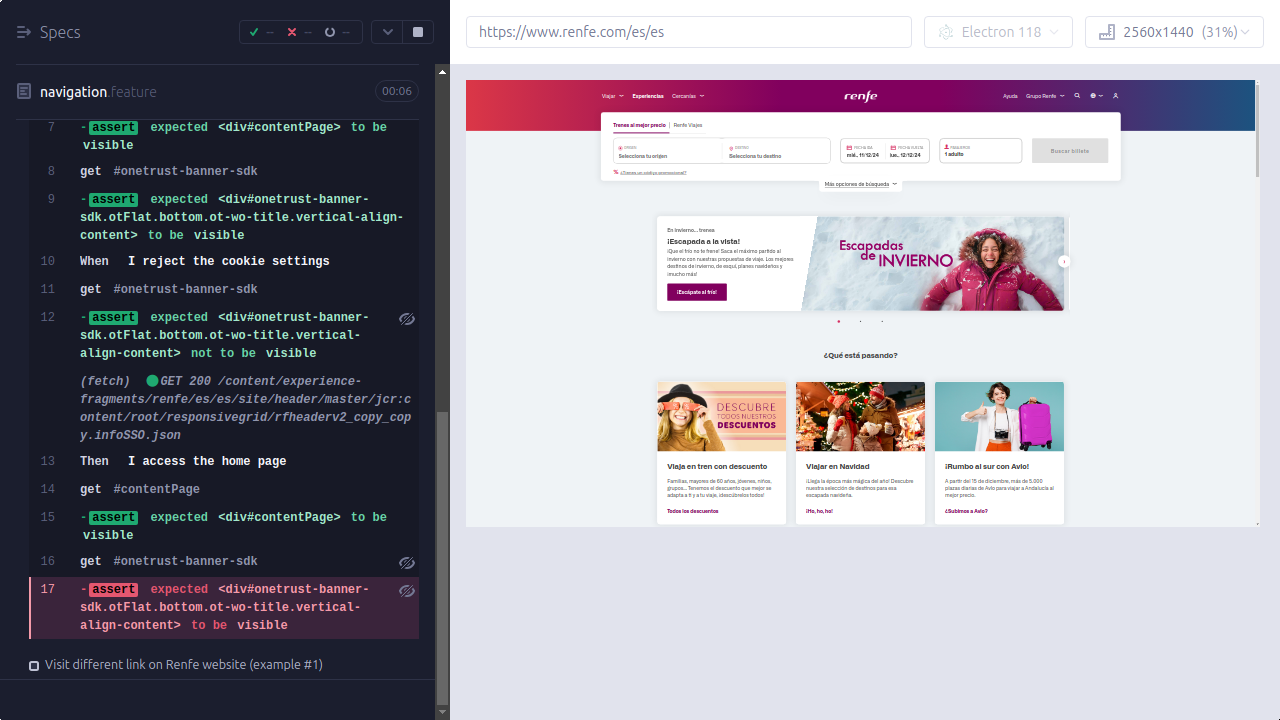 Specs
--
--
--
navigation.feature
00:06
7 -assert expected <div#contentPage> to be
visible
8 get #onetrust-banner-sdk
9 -assert expected <div#onetrust-banner-
sdk.otFlat.bottom.ot-wo-title.vertical-align-
content> to be visible
10 When I reject the cookie settings
11 get #onetrust-banner-sdk
12 -assert expected <div#onetrust-banner-
sdk.otFlat.bottom.ot-wo-title.vertical-
align-content> not to be visible
(fetch) GET 200 /content/experience-
fragments/renfe/es/es/site/header/master/jcr:c
ontent/root/responsivegrid/rfheaderv2_copy_cop
y.infoSSO.json
13 Then I access the home page
14 get #contentPage
15 -assert expected <div#contentPage> to be
visible
16 get #onetrust-banner-sdk
17 -assert expected <div#onetrust-banner-
sdk.otFlat.bottom.ot-wo-title.vertical-
align-content> to be visible
Visit different link on Renfe website (example #1)
https://www.renfe.com/es/es
Electron 118
2560x1440 (31%)
Viajar Experiencias Cercanías
renfe
Ayuda Grupo Renfe
Trenes al mejor precio | Renfe Viajes
ORIGEN
Selecciona tu origen
DESTINO
Selecciona tu destino
FECHA IDA
mié., 11/12/24
FECHA VUELTA
jue., 12/12/24
PASAJEROS
1 adulto
Buscar billete
¿Tienes un código promocional?
Más opciones de búsqueda
En invierno... trenes
¡Escapada a la vista!
¡Que el frío no te frene! Saca el máximo partido al
invierno con nuestras propuestas de viaje. Los mejores
destinos de invierno, de esquí, planes navideños y
¡mucho más!
¡Escápate al frío!
Escapadas
de INVIERNO
¿Qué está pasando?
DESCUBRE
TODOS NUESTROS
DESCUENTOS
Viaja en tren con descuento
Familias, mayores de 60 años, jóvenes, niños,
grupos... Tenemos el descuento que mejor se
adapta a ti y a tu viaje, ¡descúbrelos todos!
Todos los descuentos
Viajar en Navidad
¡Llega la época más mágica del año! Descubre
nuestra selección de destinos para esa
escapada navideña.
¡Ho, ho, ho!
¡Rumbo al sur con Avlo!
A partir del 15 de diciembre, más de 5.000
plazas diarias de Avlo para viajar a Andalucía al
mejor precio.
¿Subimos a Avlo?